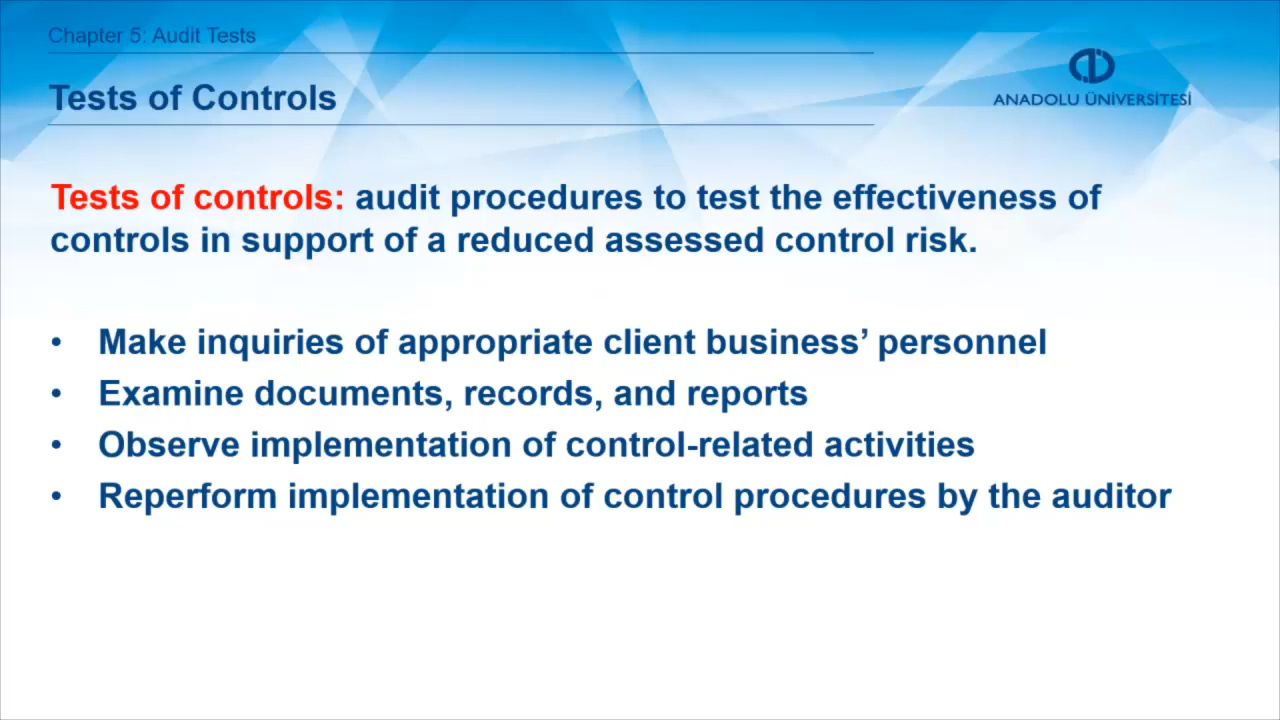 Chapter 5: Audit Tests
Tests of Controls
ANADOLU ÜNİVERSİTESİ
Tests of controls: audit procedures to test the effectiveness of
controls in support of a reduced assessed control risk.
• Make inquiries of appropriate client business’ personnel
• Examine documents, records, and reports
• Observe implementation of control-related activities
• Reperform implementation of control procedures by the auditor